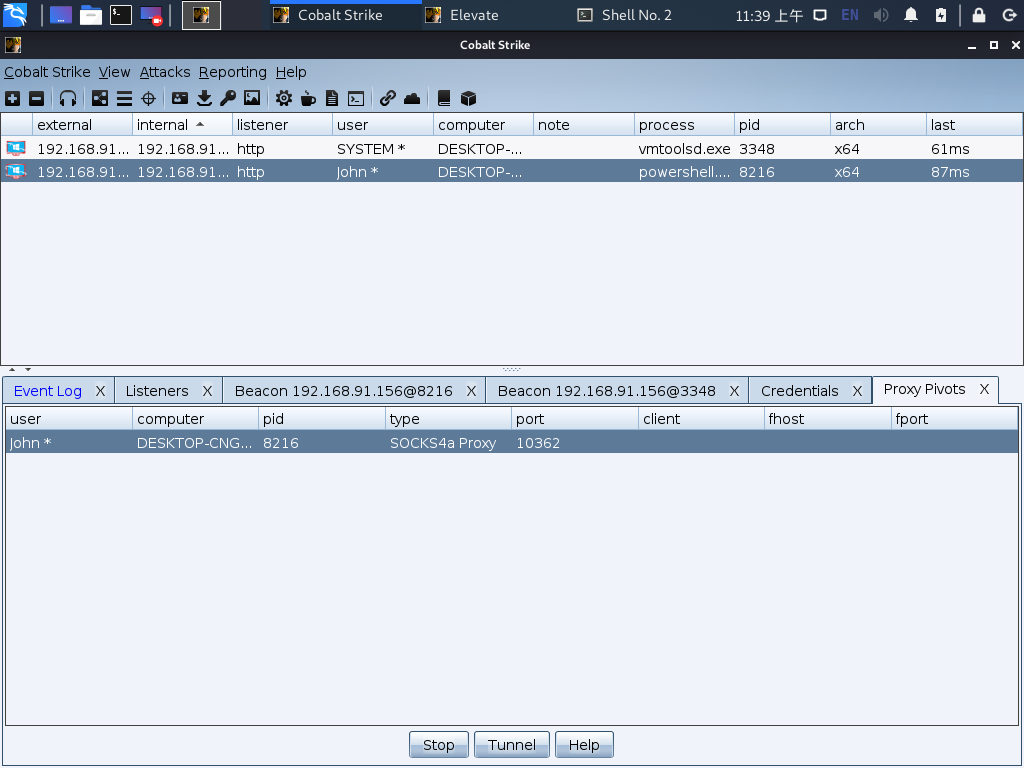 Cobalt Strike Elevate Shell No. 2 11:39 上午 EN
Cobalt Strike
Cobalt Strike View Attacks Reporting Help
external internal listener user computer note process pid arch last
192.168.91... 192.168.91... http SYSTEM * DESKTOP-... vmtoolsd.exe 3348 x64 61ms
192.168.91... 192.168.91... http John * DESKTOP-... powershell.... 8216 x64 87ms
Event Log X Listeners X Beacon 192.168.91.156@8216 X Beacon 192.168.91.156@3348 X Credentials X Proxy Pivots X
user computer pid type port client fhost fport
John * DESKTOP-CNG... 8216 SOCKS4a Proxy 10362
Stop Tunnel Help